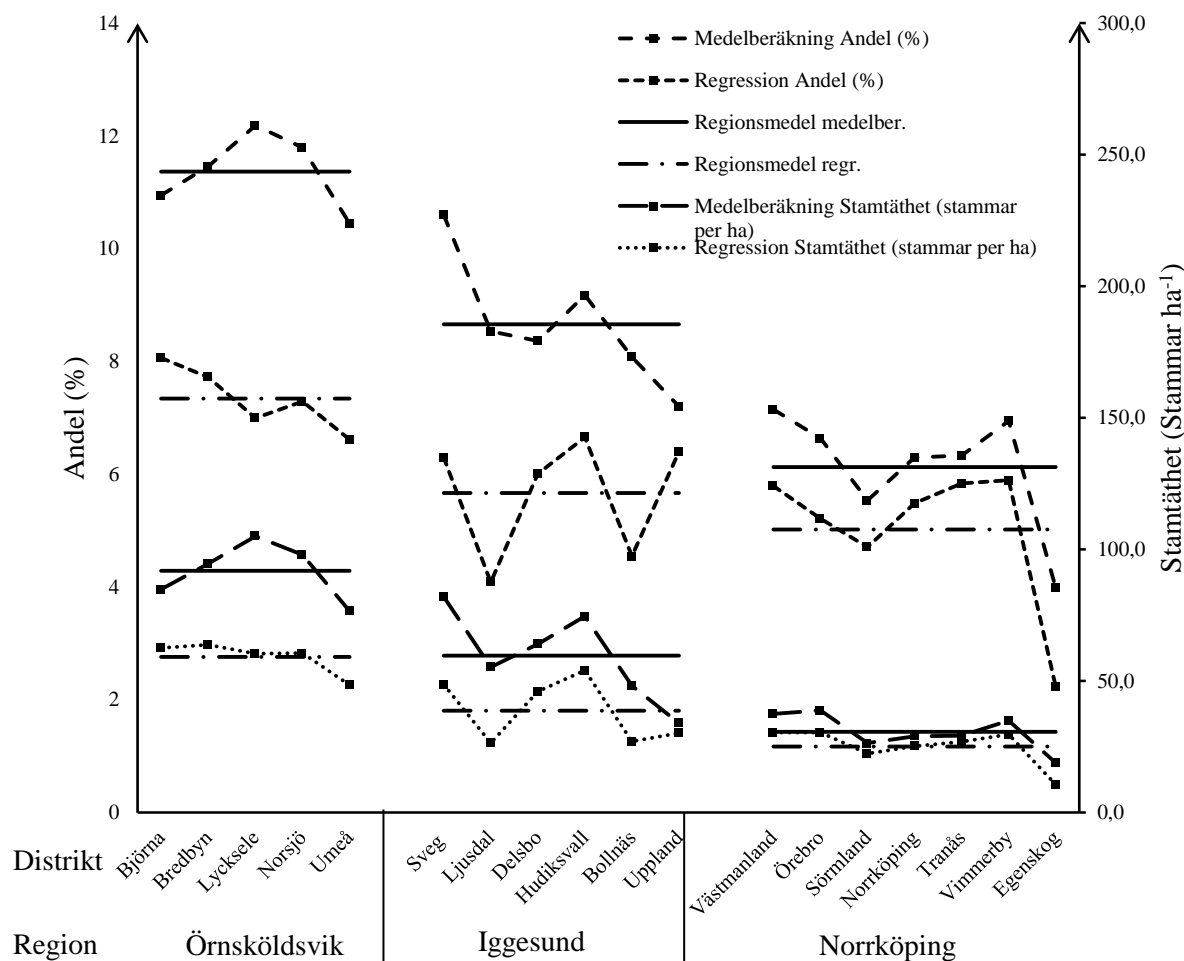 14
12
10
8
6
4
2
0
Andel (%)
300,0
250,0
200,0
150,0
100,0
50,0
0,0
Stamtäthet (Stammar ha⁻¹)
Medelberäkning Andel (%)
Regression Andel (%)
Regionsmedel medelber.
Regionsmedel regr.
Medelberäkning Stamtäthet (stammar
per ha)
Regression Stamtäthet (stammar per ha)
Distrikt
Björna
Bredbyn
Lycksele
Norsjö
Umeå
Sveg
Ljusdal
Delsbo
Hudiksvall
Bollnäs
Uppland
Västmanland
Örebro
Sörmland
Norrköping
Tranås
Vimmerby
Egenskog
Region
Örnsköldsvik
Iggesund
Norrköping